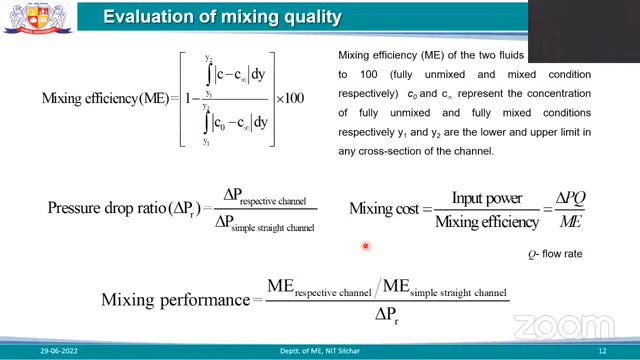 Evaluation of mixing quality
Mixing efficiency(ME)=[1- ∫y₁^y₂ |c-c∞|dy / ∫y₁^y₂ |c₀-c∞|dy]×100
Mixing efficiency (ME) of the two fluids
to 100 (fully unmixed and mixed condition
respectively) c0 and c∞ represent the concentration
of fully unmixed and fully mixed conditions
respectively y1 and y2 are the lower and upper limit in
any cross-section of the channel.
Pressure drop ratio(ΔPr)= ΔPrespective channel / ΔPsimple straight channel
Mixing cost= Input power / Mixing efficiency = ΔPQ / ME
Q- flow rate
Mixing performance= MErespective channel/MEsimple straight channel / ΔPr
zoom
29-06-2022
Deptt. of ME, NIT Silchar
12